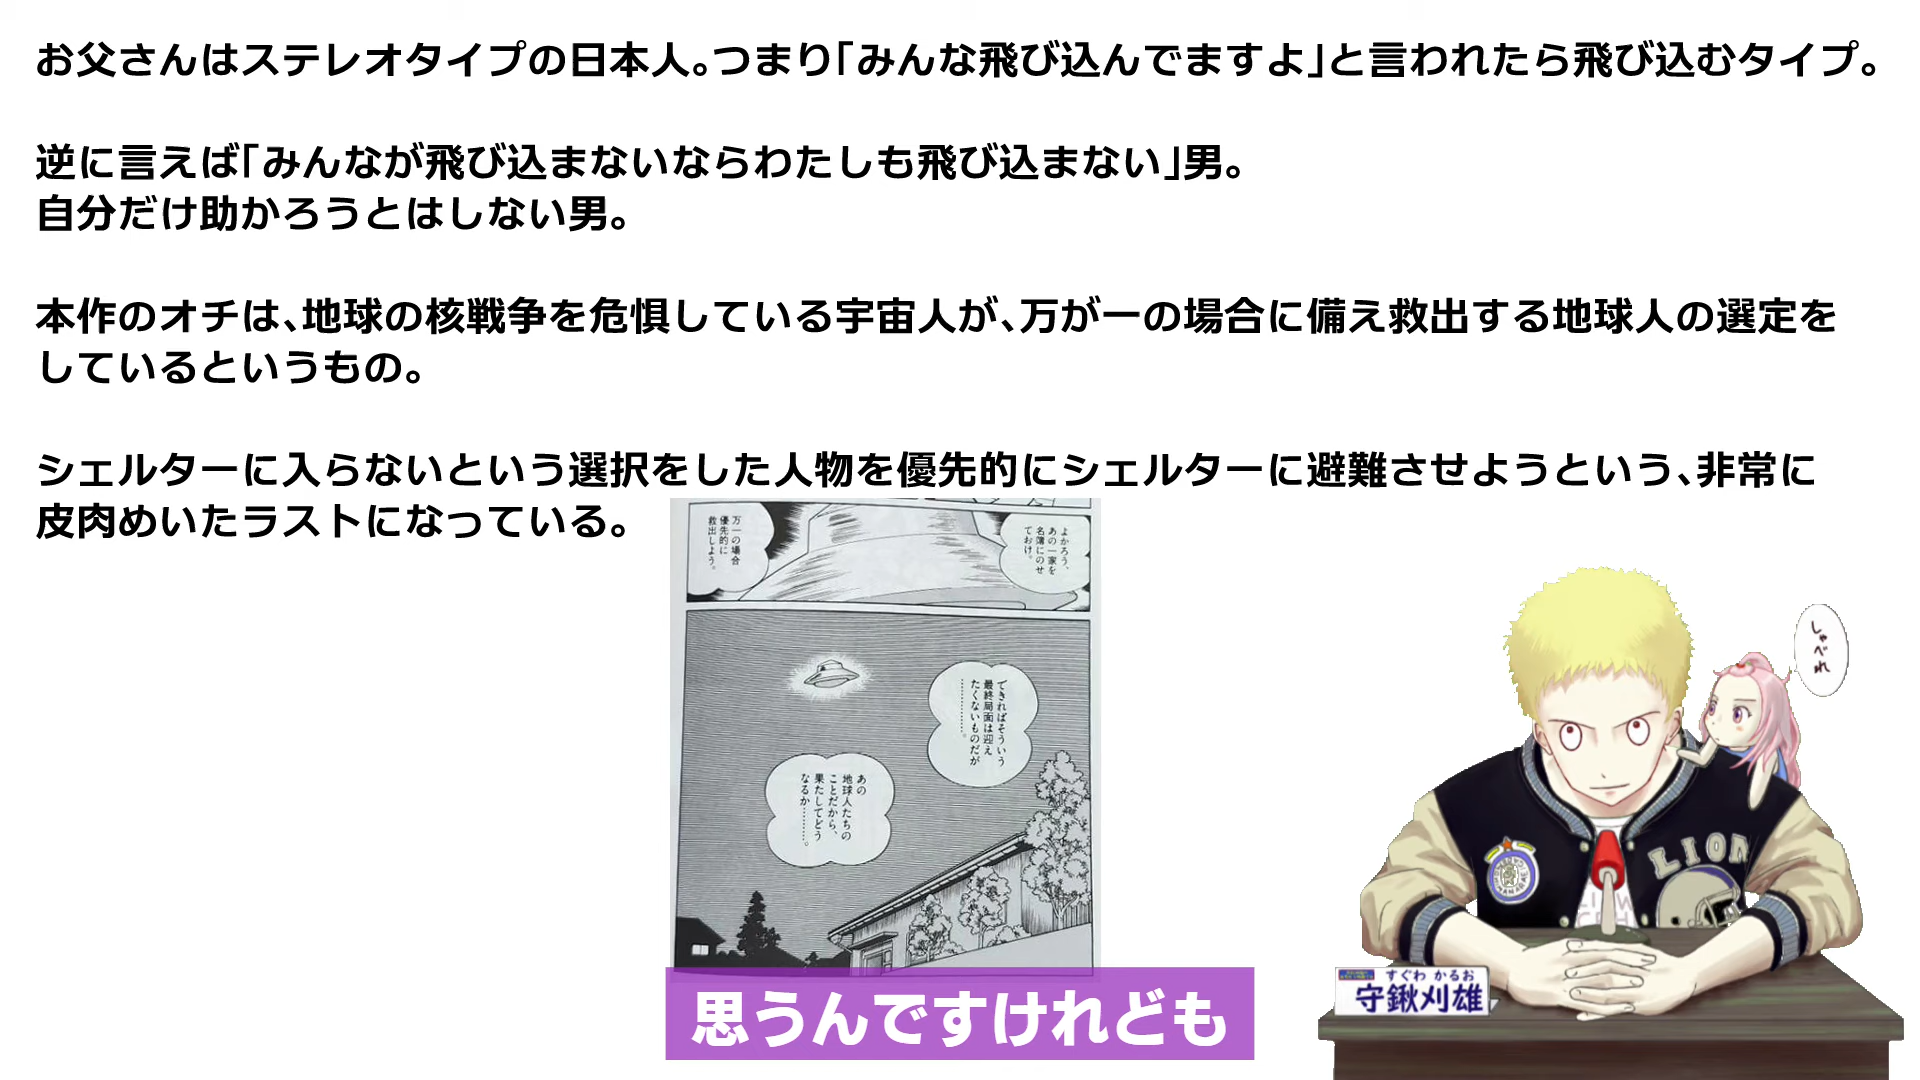 お父さんはステレオタイプの日本人。つまり「みんな飛び込んでますよ」と言われたら飛び込むタイプ。
逆に言えば「みんなが飛び込まないならわたしも飛び込まない」男。
自分だけ助かろうとはしない男。
本作のオチは、地球の核戦争を危惧している宇宙人が、万が一の場合に備え救出する地球人の選定を
しているというもの。
シェルターに入らないという選択をした人物を優先的にシェルターに避難させようという、非常に
皮肉めいたラストになっている。
よかろう、
あの一家を
名簿にのせ
ておけ。
万一の場合
優先的に
救出しよう。
できればそういう
最終局面は迎え
たくないものだが
…………。
あの
地球人たちの
ことだから、
果たしてどう
なるか………。
しゃべれ
LION
すぐわ かるお
守鍬刈雄
思うんですけれども